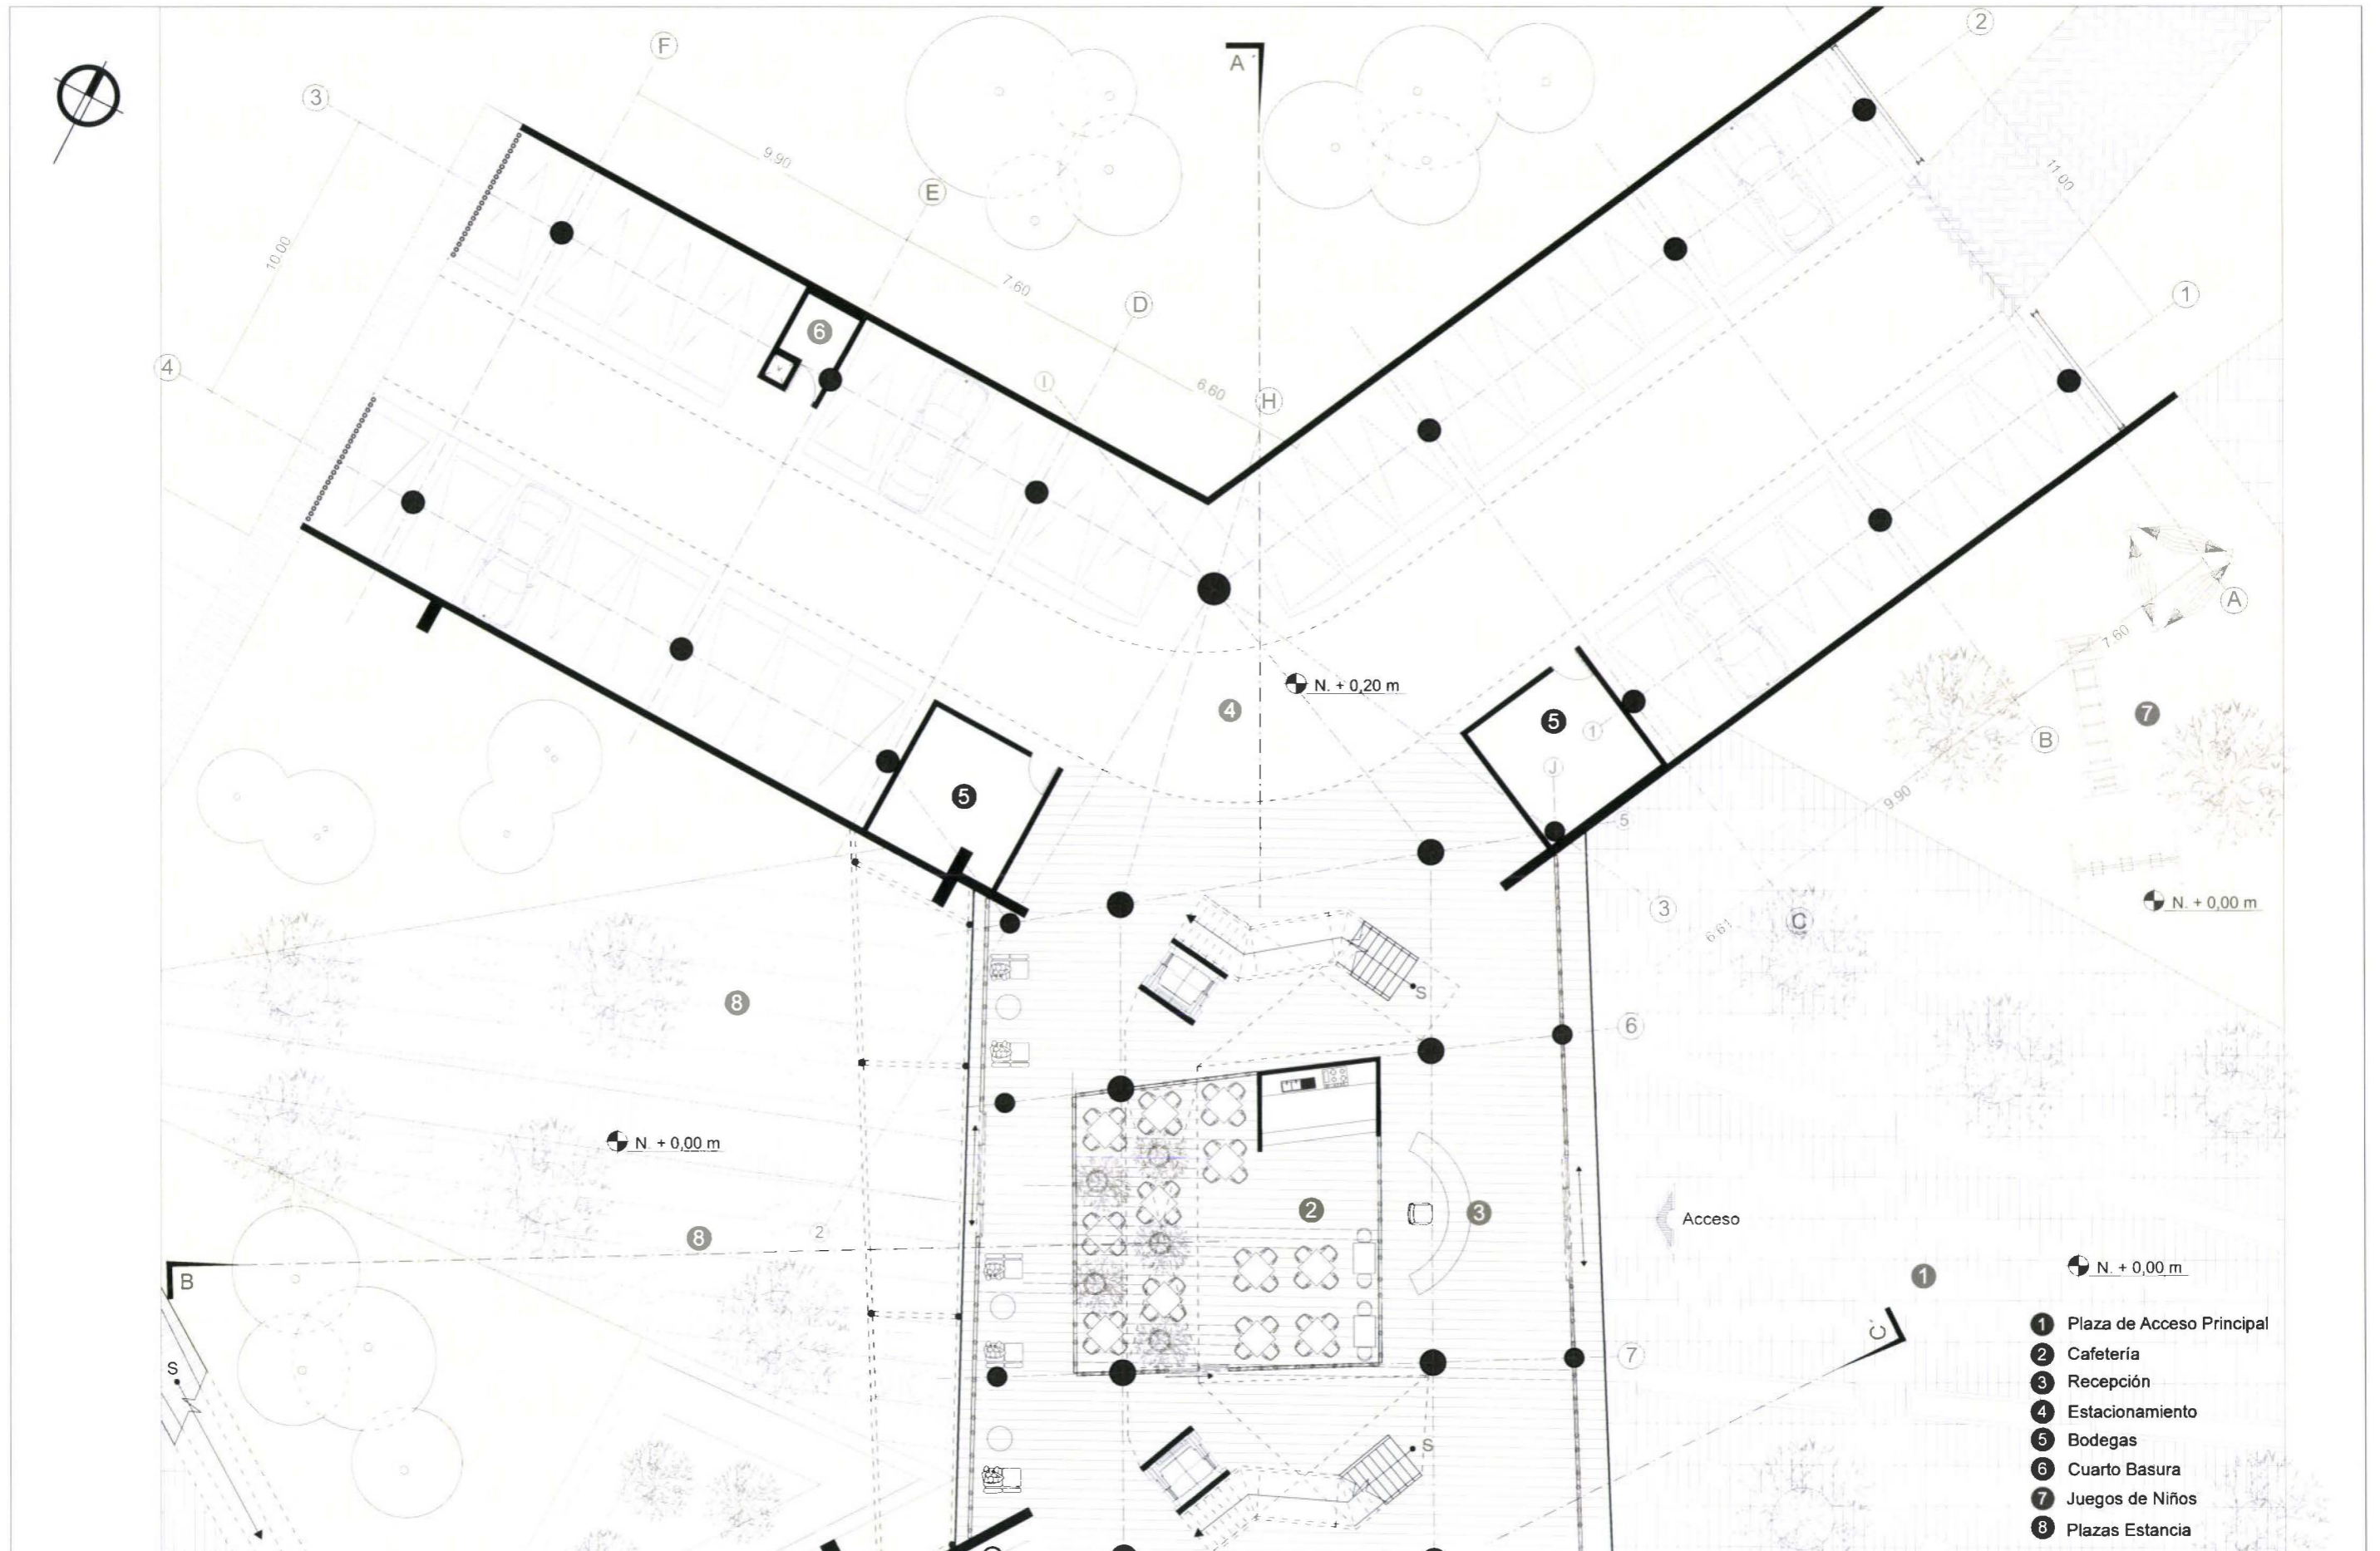 2
F
A
3
9.90
11.00
E
10.00
7.60
D
1
6
4
I
6.60
H
A
7.60
N. + 0,20 m
4
5
1
7
B
J
5
9.90
5
N. + 0,00 m
3
C
6.61
S
8
6
N. + 0,00 m
2
3
Acceso
8
2
B
N. + 0,00 m
1
1 Plaza de Acceso Principal
C'
2 Cafetería
7
S
3 Recepción
4 Estacionamiento
5 Bodegas
S
6 Cuarto Basura
7 Juegos de Niños
8 Plazas Estancia